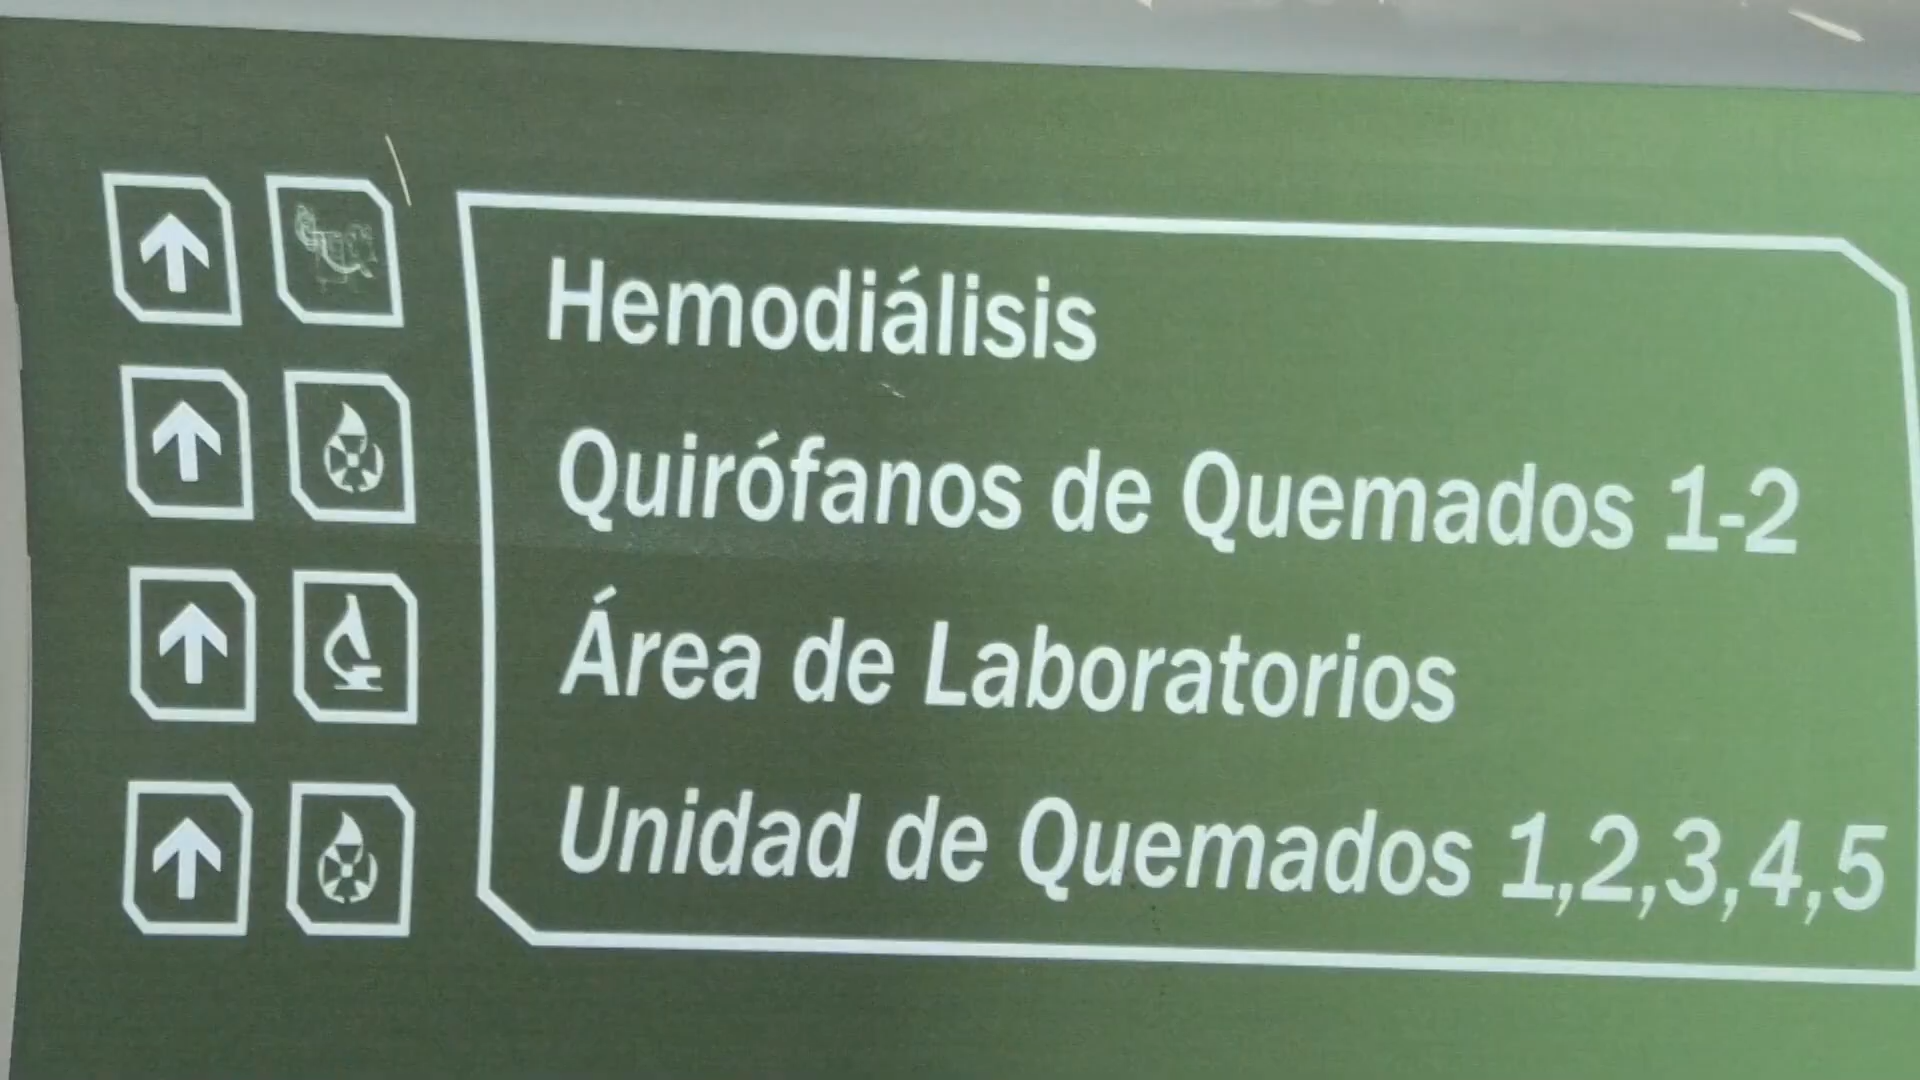 Hemodiálisis
Quirófanos de Quemados 1-2
Área de Laboratorios
Unidad de Quemados 1,2,3,4,5